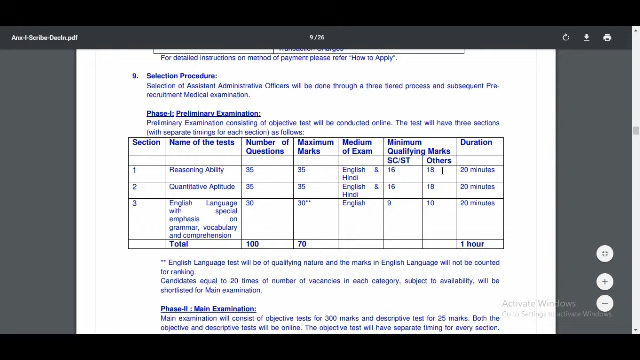 Anx-I-Scribe-Decln.pdf
9 / 26
Transaction Charges
For detailed instructions on method of payment please refer “How to Apply”.
9. Selection Procedure:
Selection of Assistant Administrative Officers will be done through a three tiered process and subsequent Pre-
recruitment Medical examination.
Phase-I: Preliminary Examination:
Preliminary Examination consisting of objective test will be conducted online. The test will have three sections
(with separate timings for each section) as follows:
Section Name of the tests Number of Questions Maximum Marks Medium of Exam Minimum Qualifying Marks Duration
SC/ST Others
1 Reasoning Ability 35 35 English & Hindi 16 18 20 minutes
2 Quantitative Aptitude 35 35 English & Hindi 16 18 20 minutes
3 English Language 30 30** English 9 10 20 minutes
with special
emphasis on
grammar, vocabulary
and comprehension
Total 100 70 1 hour
** English Language test will be of qualifying nature and the marks in English Language will not be counted
for ranking.
Candidates equal to 20 times of number of vacancies in each category, subject to availability, will be
shortlisted for Main examination.
Phase-II : Main Examination:
Main examination will consist of objective tests for 300 marks and descriptive test for 25 marks. Both the
objective and descriptive tests will be online. The objective test will have separate timing for every section.
Activate Windows
Go to Settings to activate Windows.